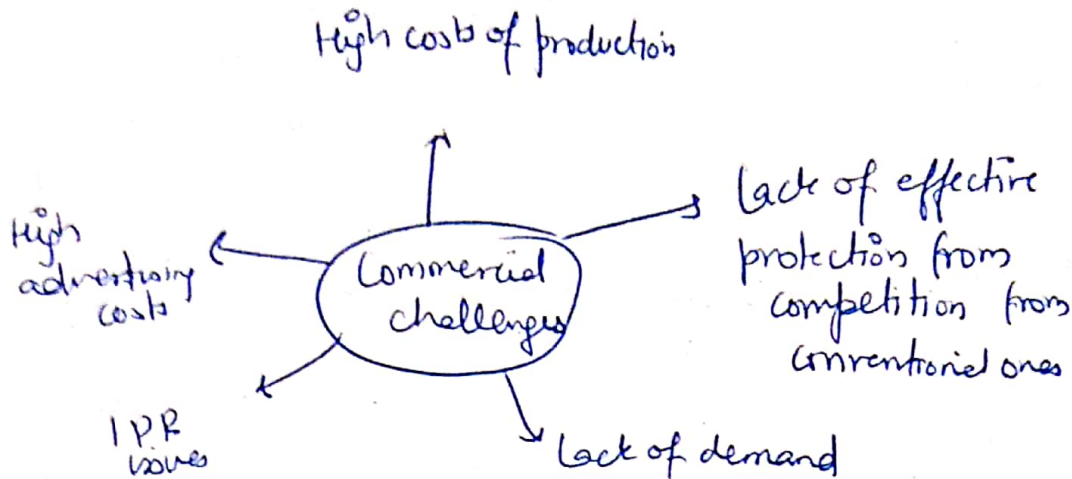 High costs of production
Lack of effective
protection from
competition from
conventional ones
High
advertising
costs
Commercial
challenges
IPR
issues
Lack of demand